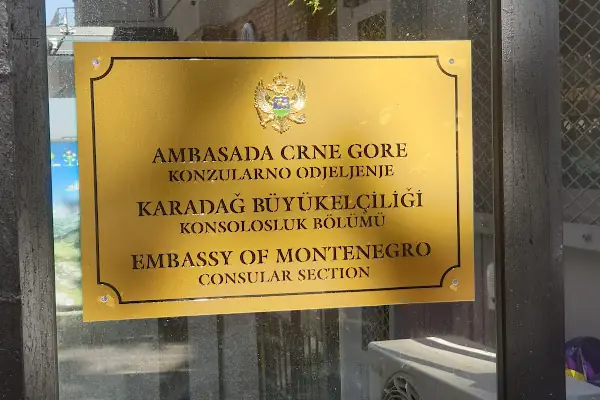 AMBASADA CRNE GORE
KONZULARNO ODJELJENJE
KARADAĞ BÜYÜKELÇİLİĞİ
KONSOLOSLUK BÖLÜMÜ
EMBASSY OF MONTENEGRO
CONSULAR SECTION